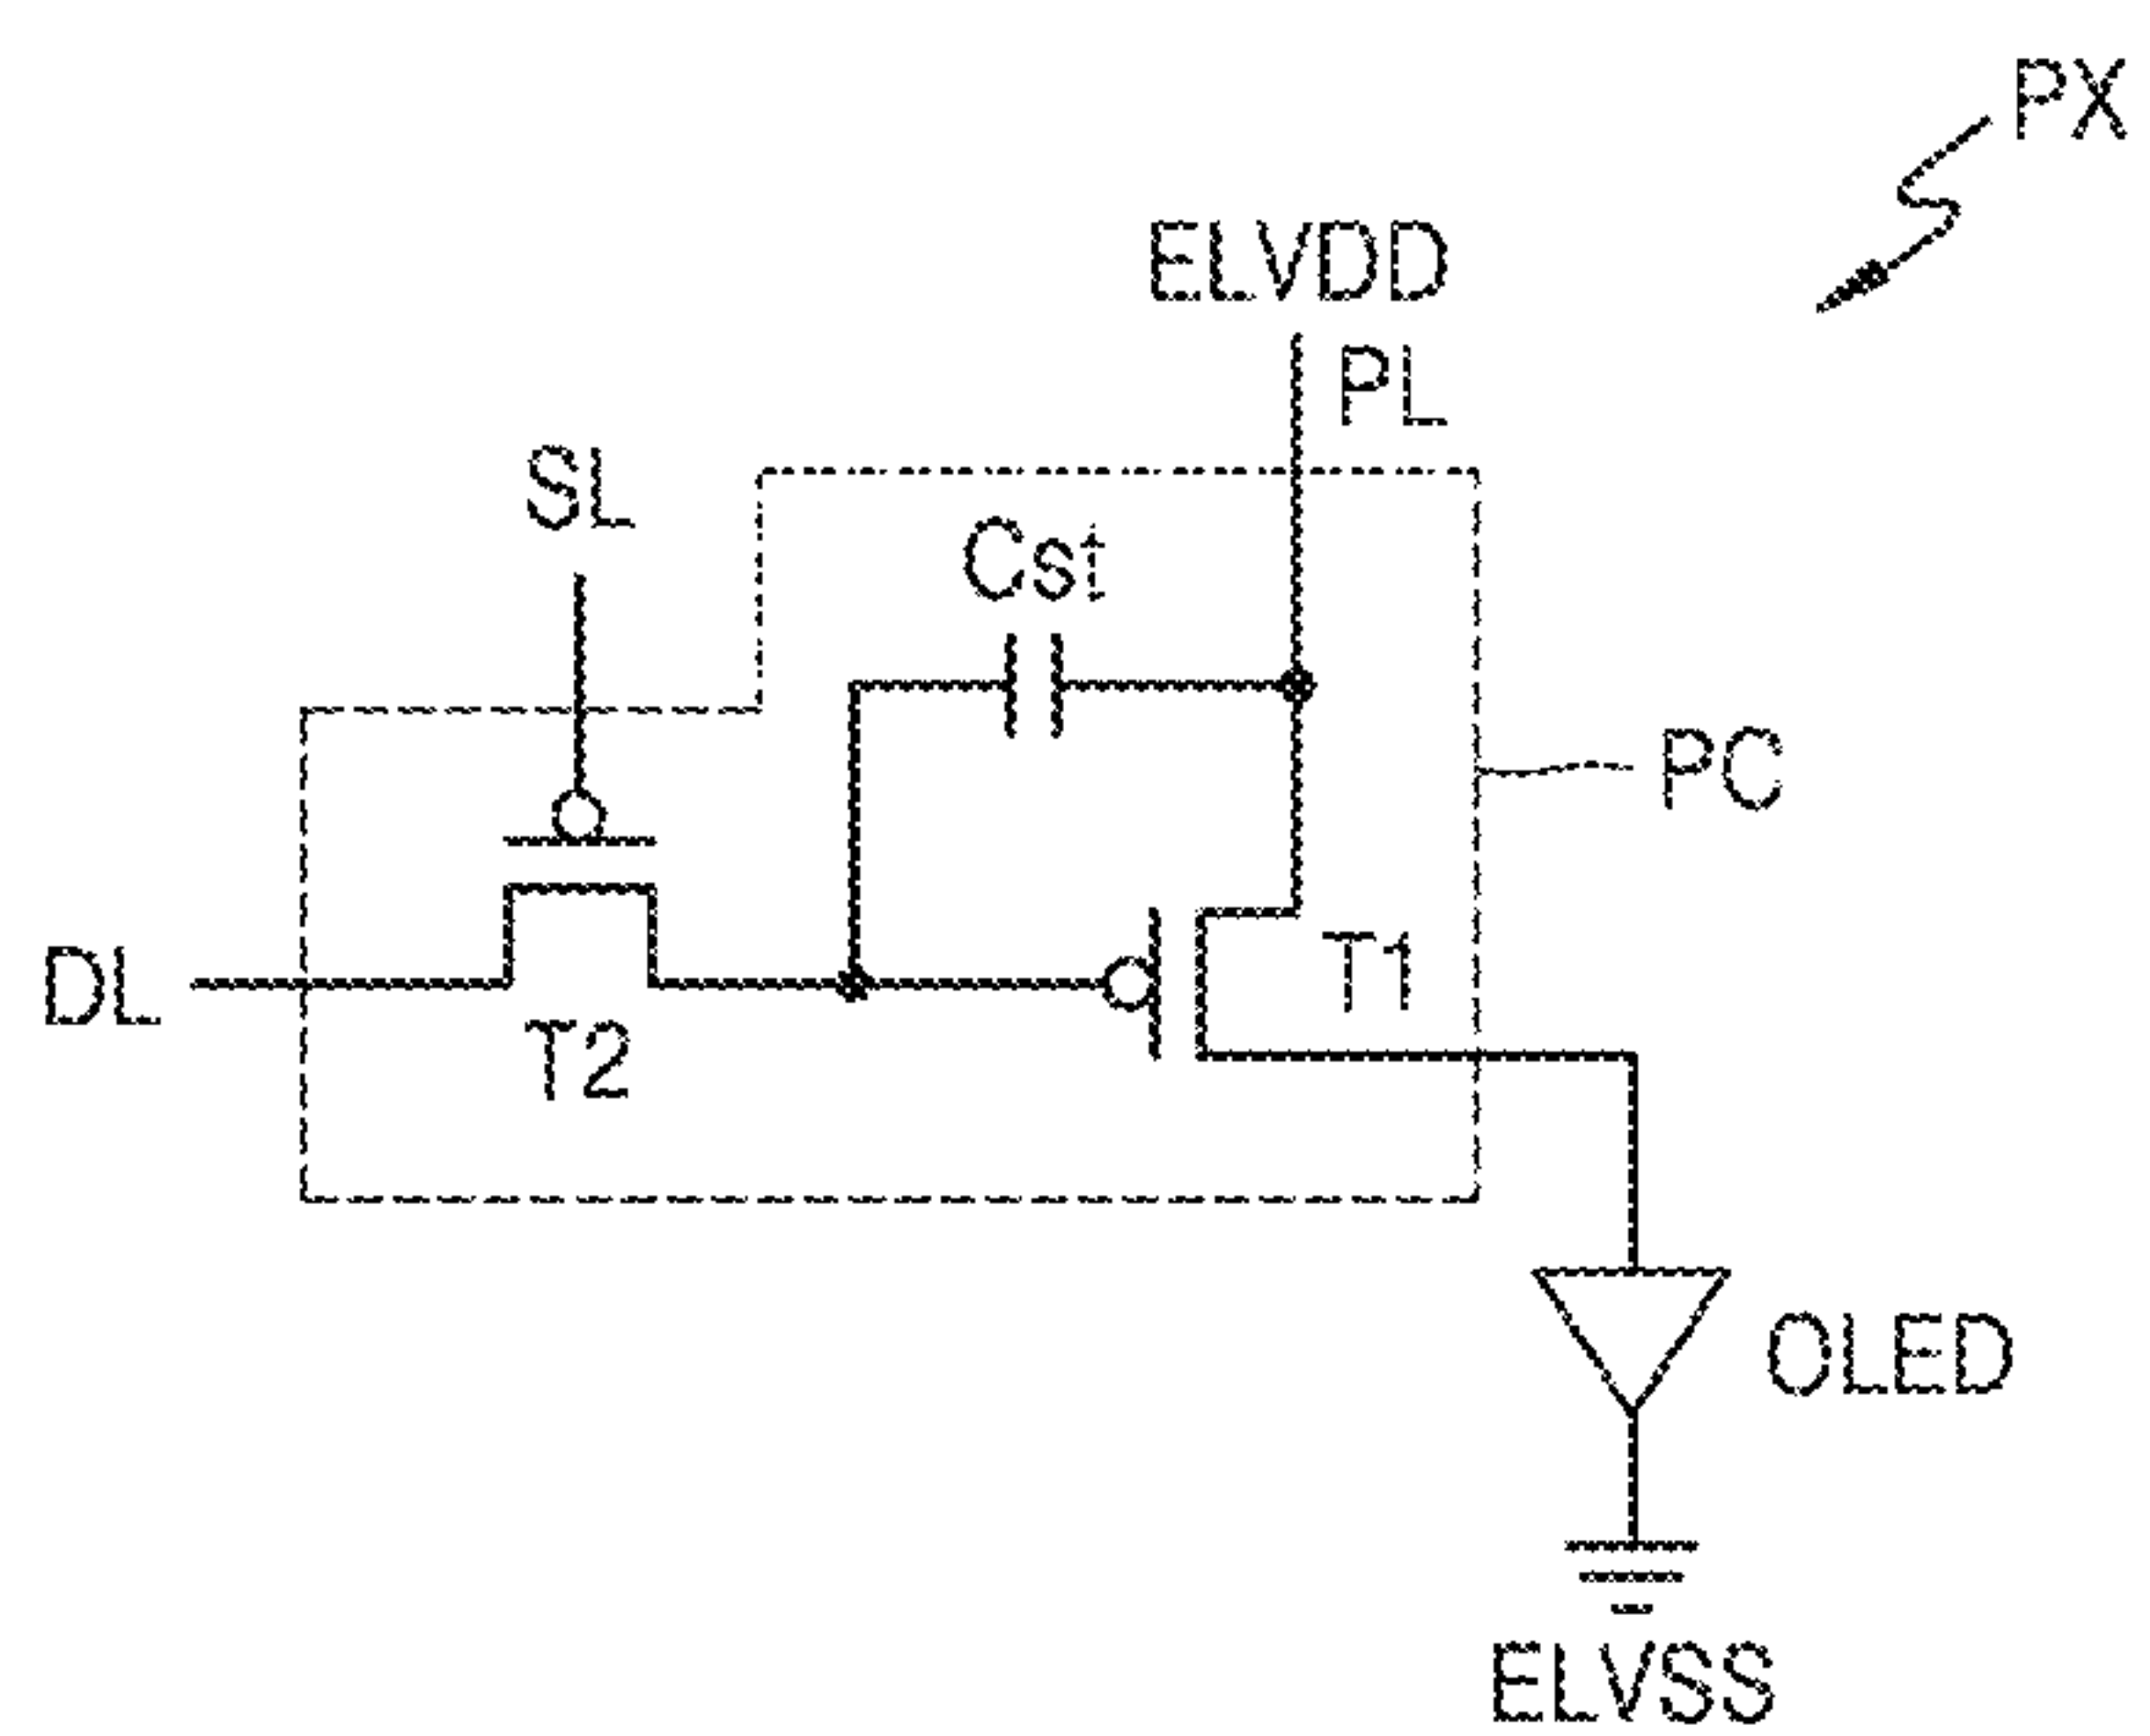 PX
ELVDD
PL
SL
Cst
PC
DL
T1
T2
OLED
ELVSS